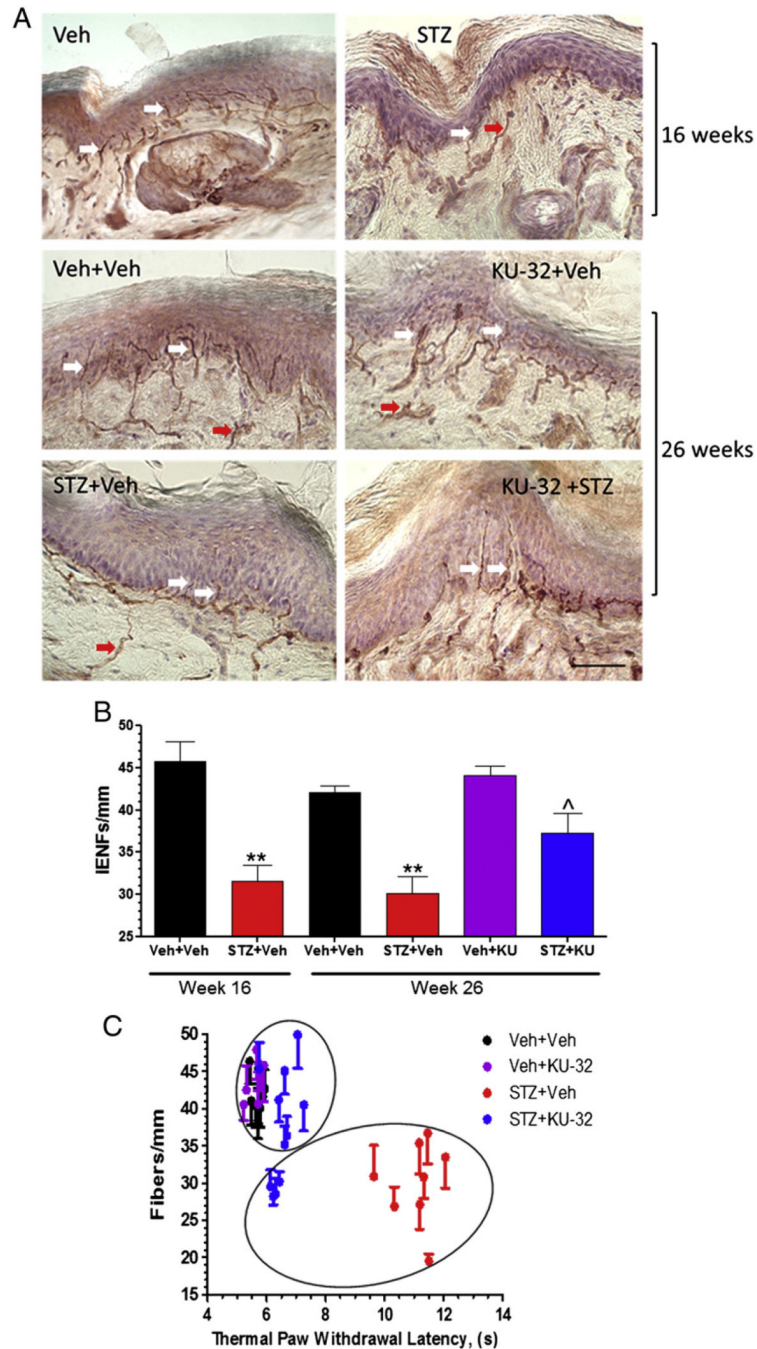 A
Veh
STZ
16 weeks
Veh+Veh
KU-32+Veh
STZ+Veh
KU-32 +STZ
26 weeks
B
IENFs/mm
50
45
40
35
30
25
**
**
^
Veh+Veh STZ+Veh Veh+Veh STZ+Veh Veh+KU STZ+KU
Week 16 Week 26
C
Fibers/mm
50
45
40
35
30
25
20
15
Veh+Veh
Veh+KU-32
STZ+Veh
STZ+KU-32
4 6 8 10 12 14
Thermal Paw Withdrawal Latency, (s)